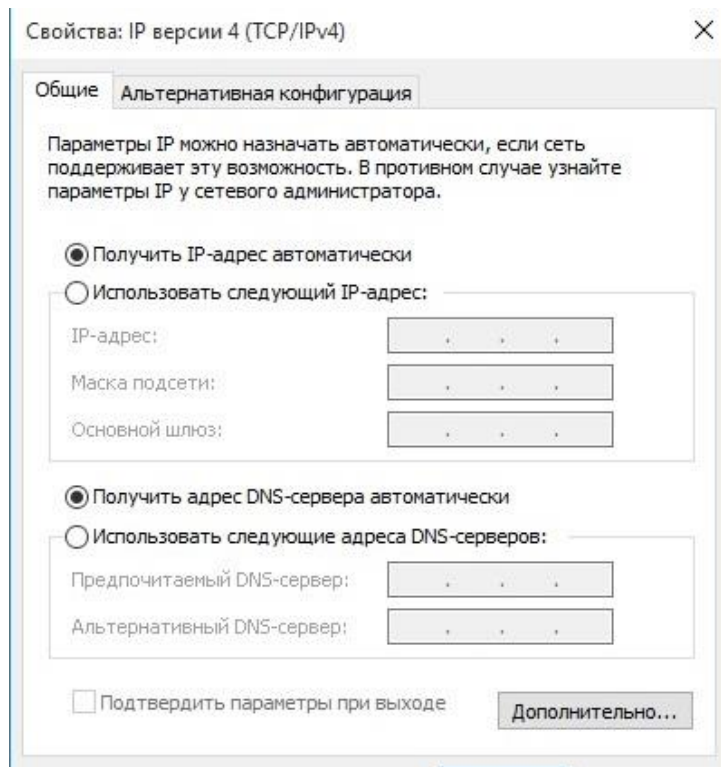 Свойства: IP версии 4 (TCP/IPv4)
Общие
Альтернативная конфигурация
Параметры IP можно назначать автоматически, если сеть
поддерживает эту возможность. В противном случае узнайте
параметры IP у сетевого администратора.
Получить IP-адрес автоматически
Использовать следующий IP-адрес:
IP-адрес:
Маска подсети:
Основной шлюз:
Получить адрес DNS-сервера автоматически
Использовать следующие адреса DNS-серверов:
Предпочитаемый DNS-сервер:
Альтернативный DNS-сервер:
Подтвердить параметры при выходе
Дополнительно...